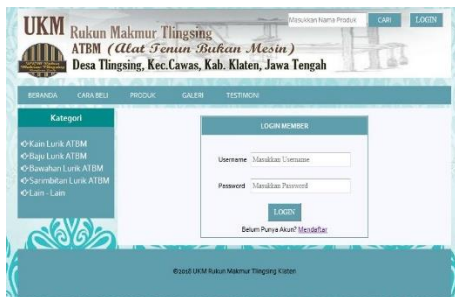 UKM Rukun Makmur Tlingsing
ATBM (Alat Tenun Bukan Mesin)
Desa Tlingsing, Kec.Cawas, Kab. Klaten, Jawa Tengah
Masukkan Nama Produk CARI LOGIN
BERANDA CARA BELI PRODUK GALERI TESTIMONI
Kategori
Kain Lurik ATBM
Baju Lurik ATBM
Bawahan Lurik ATBM
Sarimbitan Lurik ATBM
Lain - Lain
LOGIN MEMBER
Username Masukkan Username
Password Masukkan Password
LOGIN
Belum Punya Akun? Mendaftar
©2018 UKM Rukun Makmur Tlingsing Klaten